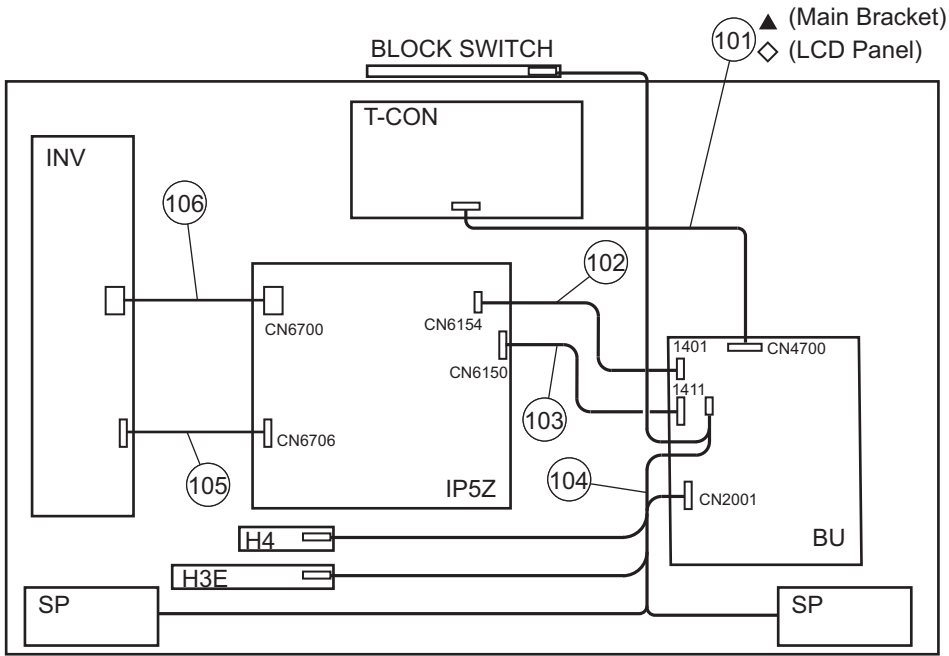 101 ▲ (Main Bracket)
◇ (LCD Panel)
BLOCK SWITCH
T-CON
INV
106
102
CN6700
CN6154
1401
CN4700
CN6150
1411
103
CN6706
105
IP5Z
104
CN2001
H4
BU
H3E
SP
SP